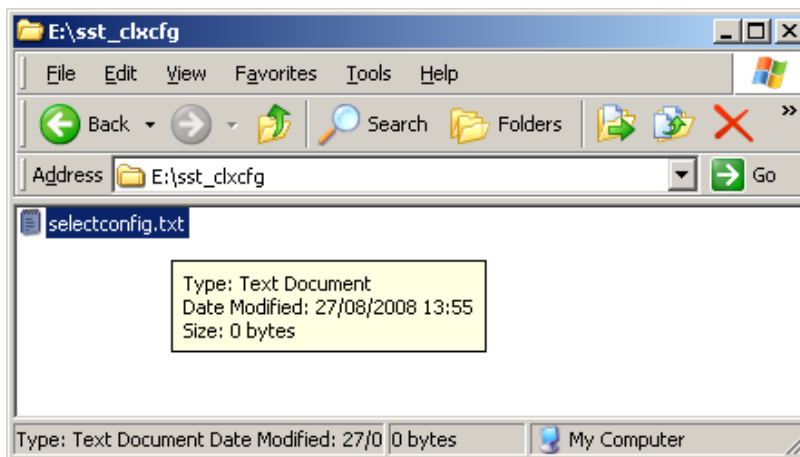 E:\sst_clxcfg
File Edit View Favorites Tools Help
Back Search Folders »
Address E:\sst_clxcfg Go
selectconfig.txt
Type: Text Document
Date Modified: 27/08/2008 13:55
Size: 0 bytes
Type: Text Document Date Modified: 27/0 0 bytes My Computer